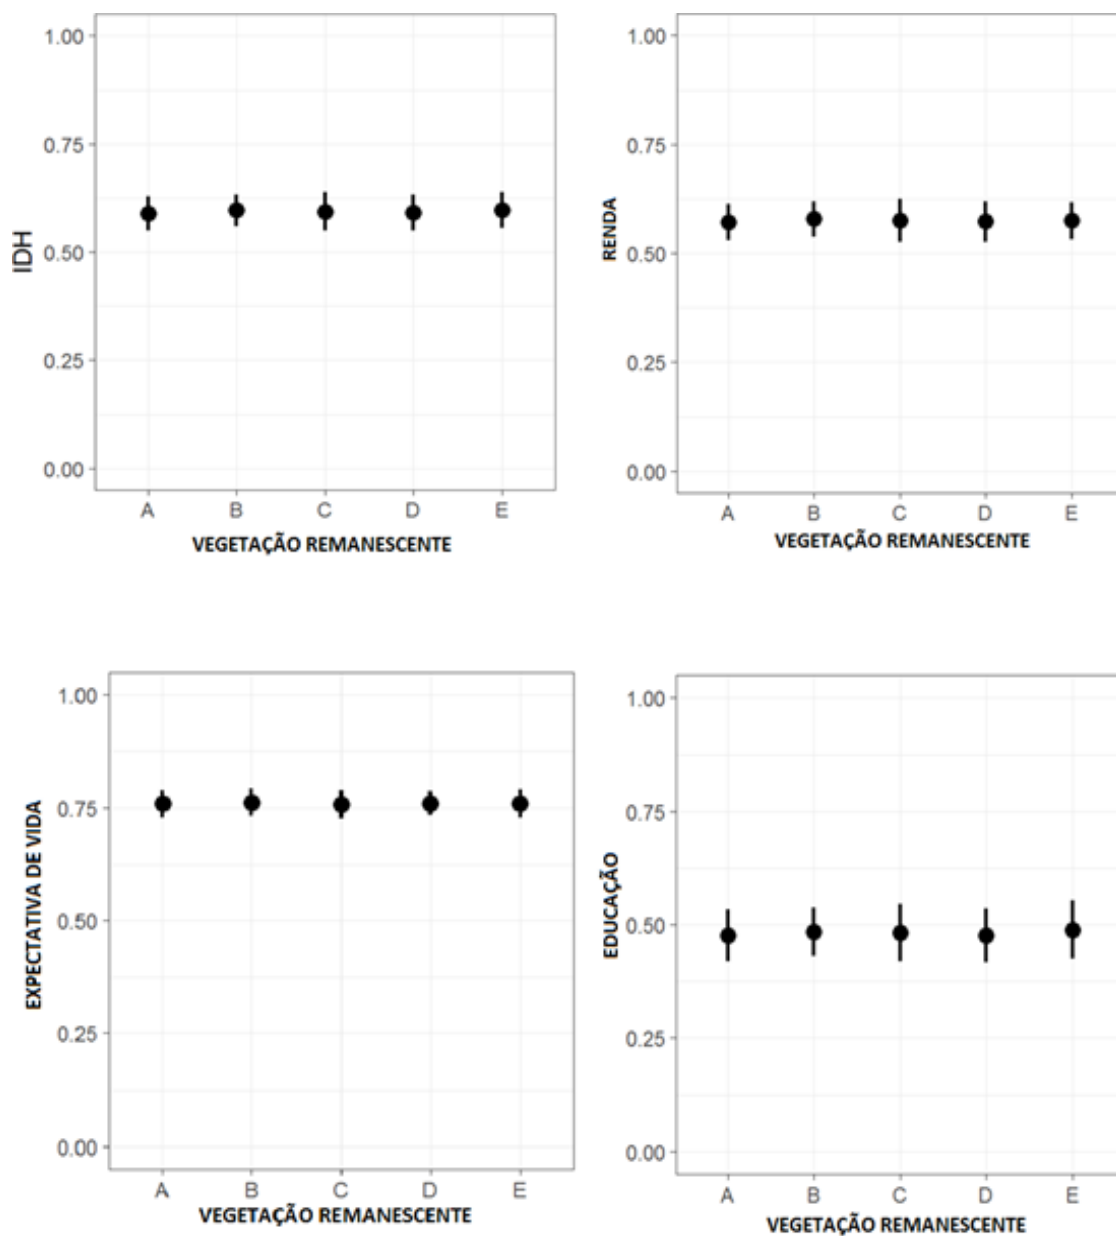 1.00
0.75
0.50
0.25
0.00
IDH
A B C D E
VEGETAÇÃO REMANESCENTE
1.00
0.75
0.50
0.25
0.00
RENDA
A B C D E
VEGETAÇÃO REMANESCENTE
1.00
0.75
0.50
0.25
0.00
EXPECTATIVA DE VIDA
A B C D E
VEGETAÇÃO REMANESCENTE
1.00
0.75
0.50
0.25
0.00
EDUCAÇÃO
A B C D E
VEGETAÇÃO REMANESCENTE